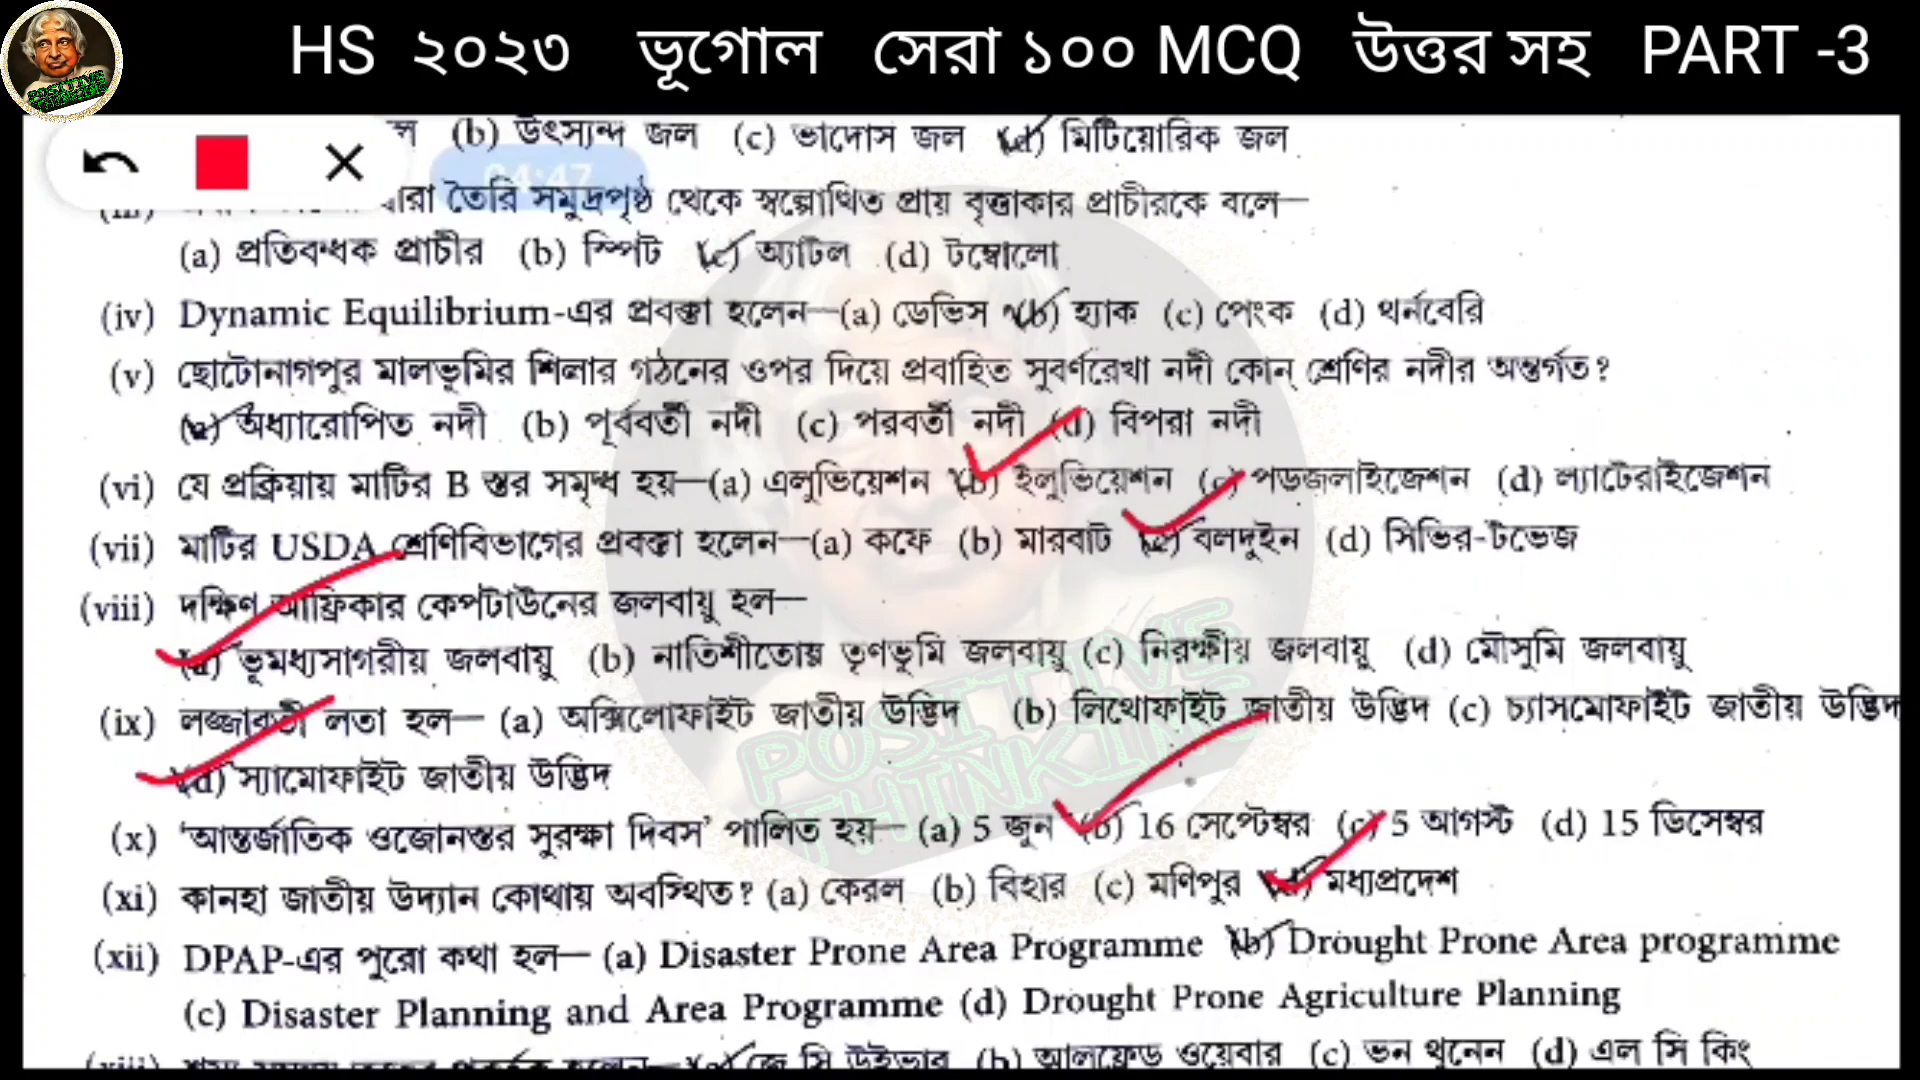 HS ২০২৩ ভূগোল সেরা ১০০ MCQ উত্তর সহ PART -3
POSITIVE THINKING
(b) উৎস্যন্দ জল (c) ভাদোস জল (d) মিটিয়োরিক জল
04:47
তৈরি সমুদ্রপৃষ্ঠ থেকে স্বল্পোত্থিত প্রায় বৃত্তাকার প্রাচীরকে বলে—
(a) প্রতিবন্ধক প্রাচীর (b) স্পিট (c) অ্যাটল (d) টম্বোলো
(iv) Dynamic Equilibrium-এর প্রবক্তা হলেন—(a) ডেভিস (b) হ্যাক (c) পেংক (d) থর্নবেরি
(v) ছোটোনাগপুর মালভূমির শিলার গঠনের ওপর দিয়ে প্রবাহিত সুবর্ণরেখা নদী কোন্ শ্রেণির নদীর অন্তর্গত?
(a) অধ্যারোপিত নদী (b) পূর্ববর্তী নদী (c) পরবর্তী নদী (d) বিপরা নদী
(vi) যে প্রক্রিয়ায় মাটির B স্তর সমৃদ্ধ হয়—(a) এলুভিয়েশন (b) ইলুভিয়েশন (c) পডজলাইজেশন (d) ল্যাটেরাইজেশন
(vii) মাটির USDA শ্রেণিবিভাগের প্রবক্তা হলেন—(a) কফে (b) মারবাট (c) বলদুইন (d) সিভির-টভেজ
(viii) দক্ষিণ আফ্রিকার কেপটাউনের জলবায়ু হল—
(a) ভূমধ্যসাগরীয় জলবায়ু (b) নাতিশীতোষ্ণ তৃণভূমি জলবায়ু (c) নিরক্ষীয় জলবায়ু (d) মৌসুমি জলবায়ু
(ix) লজ্জাবতী লতা হল— (a) অক্সিলোফাইট জাতীয় উদ্ভিদ (b) লিথোফাইট জাতীয় উদ্ভিদ (c) চ্যাসমোফাইট জাতীয় উদ্ভিদ
(d) স্যামোফাইট জাতীয় উদ্ভিদ
(x) ‘আন্তর্জাতিক ওজোনস্তর সুরক্ষা দিবস’ পালিত হয়— (a) 5 জুন (b) 16 সেপ্টেম্বর (c) 5 আগস্ট (d) 15 ডিসেম্বর
(xi) কানহা জাতীয় উদ্যান কোথায় অবস্থিত? (a) কেরল (b) বিহার (c) মণিপুর (d) মধ্যপ্রদেশ
(xii) DPAP-এর পুরো কথা হল— (a) Disaster Prone Area Programme (b) Drought Prone Area programme
(c) Disaster Planning and Area Programme (d) Drought Prone Agriculture Planning
(a) জে সি উইভার (b) আলফ্রেড ওয়েবার (c) ভন থুনেন (d) এল সি কিং
POSITIVE THINKING